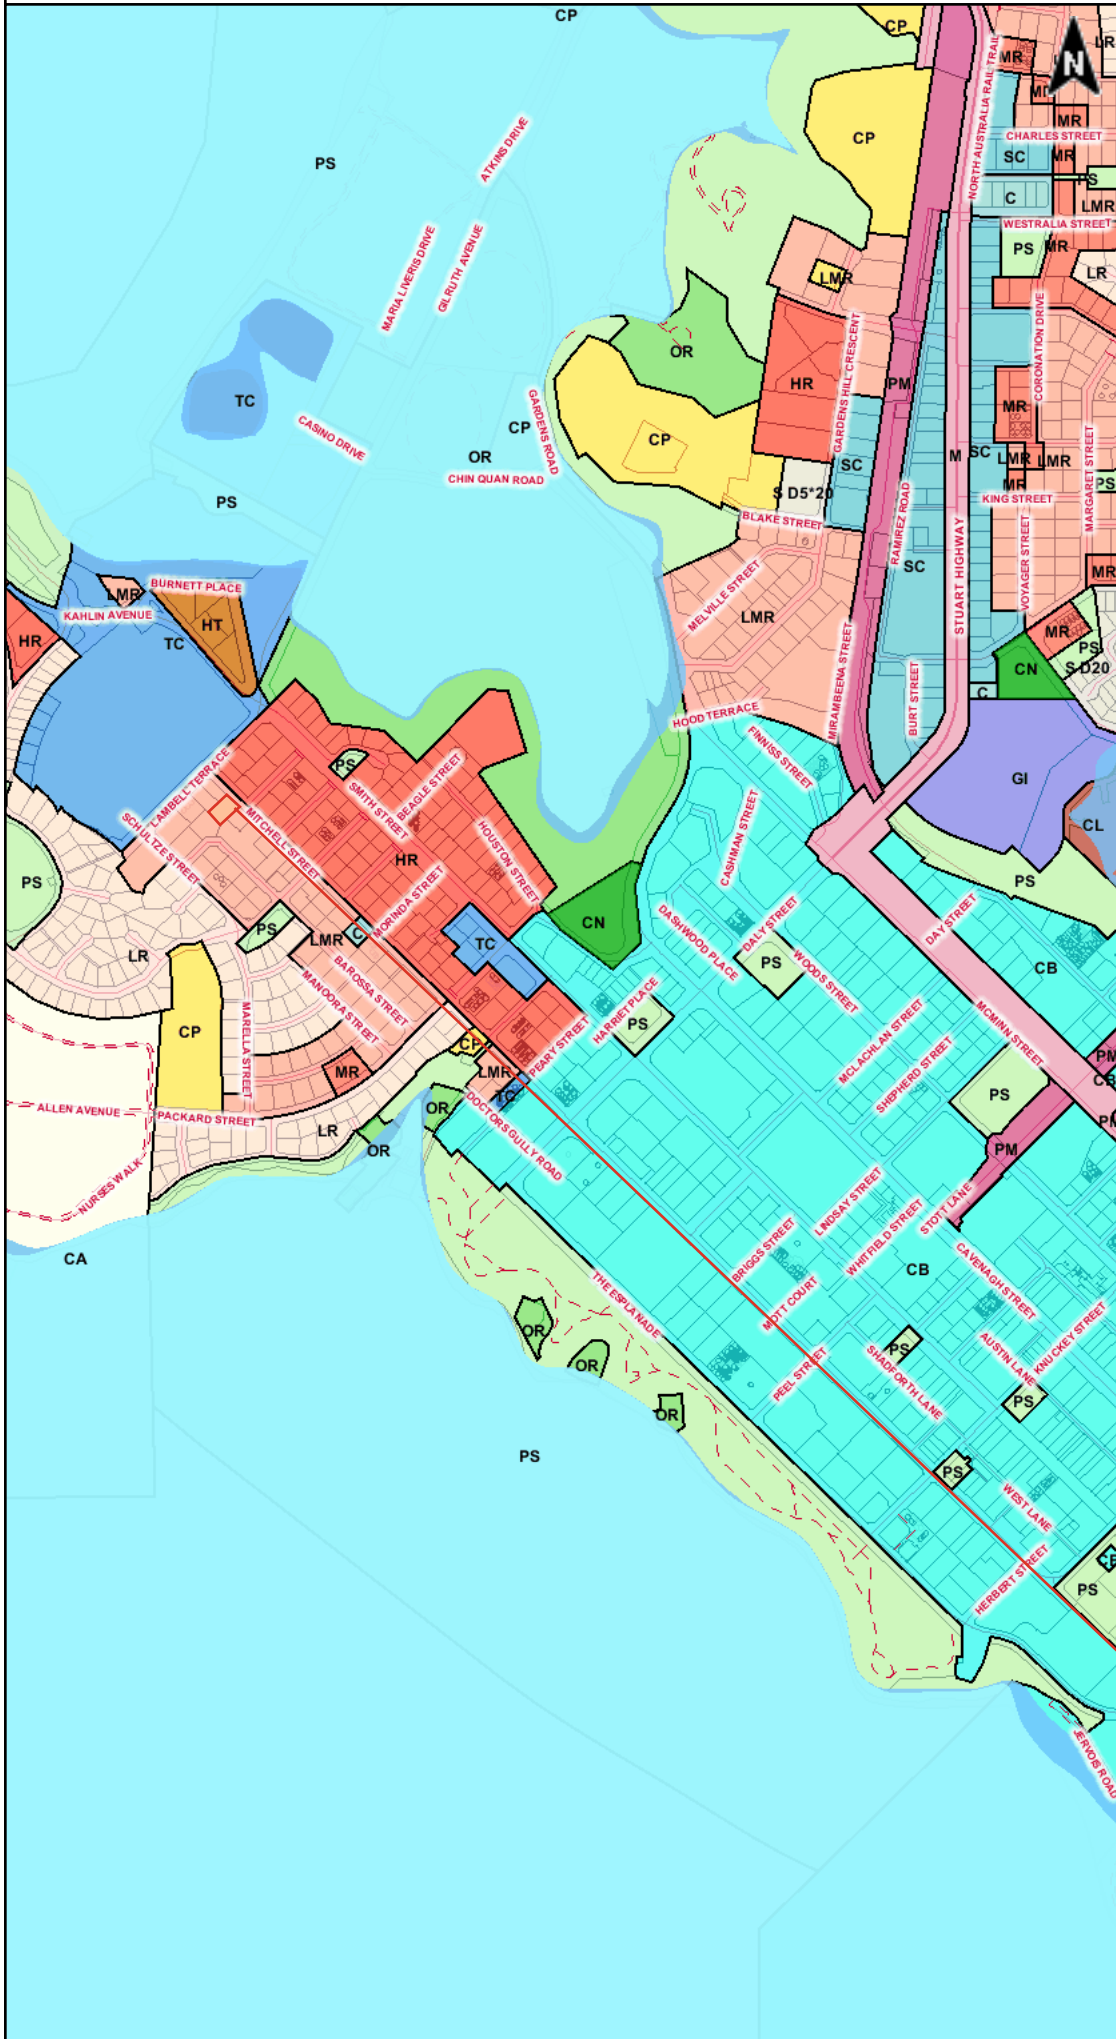 CP
CP
N
LR
MR
NORTH AUSTRALIA RAIL TRAIL
MR
CHARLES STREET
CP
SC
MR
PS
ATKINS DRIVE
PS
C
LMR
WESTRALIA STREET
PS
MR
LR
MARIA LIVERIS DRIVE
GILRUTH AVENUE
LMR
CORONATION DRIVE
GARDENS HILL CRESCENT
OR
HR
PM
TC
MR
CASINO DRIVE
GARDENS ROAD
CP
CP
OR
CHIN QUAN ROAD
SC
M
SC
LMR
LMR
MARGARET STREET
PS
MR
KING STREET
S D5*20
BLAKE STREET
RAMIREZ ROAD
PS
VOYAGER STREET
STUART HIGHWAY
SC
MR
BURNETT PLACE
LMR
KAHLIN AVENUE
HT
TC
HR
MELVILLE STREET
LMR
MR
PS
S D20
CN
C
MIRAMBEENA STREET
BURT STREET
HOOD TERRACE
FINNISS STREET
GI
CL
LAMBELL TERRACE
PS
SMITH STREET
BEAGLE STREET
SCHULTZE STREET
MITCHELL STREET
HOUSTON STREET
HR
CASHMAN STREET
PS
PS
MORINDA STREET
CN
TC
PS
LMR
C
LR
DASHWOOD PLACE
DALY STREET
DAY STREET
BAROSSA STREET
MANOORA STREET
PS
WOODS STREET
CB
CP
MARELLA STREET
HARRIET PLACE
PS
MCLACHLAN STREET
MCMINN STREET
CP
PEARY STREET
SHEPHERD STREET
PM
CB
MR
LMR
TC
PS
ALLEN AVENUE
PACKARD STREET
OR
DOCTORS GULLY ROAD
LR
OR
PM
PM
NURSES WALK
LINDSAY STREET
STOTT LANE
WHITFIELD STREET
BRIGGS STREET
CA
CB
CAVENAGH STREET
THE ESPLANADE
MOTT COURT
OR
KNUCKEY STREET
AUSTIN LANE
PS
SHADFORTH LANE
OR
PEEL STREET
PS
OR
PS
PS
WEST LANE
HERBERT STREET
PS
JERVOIS ROAD